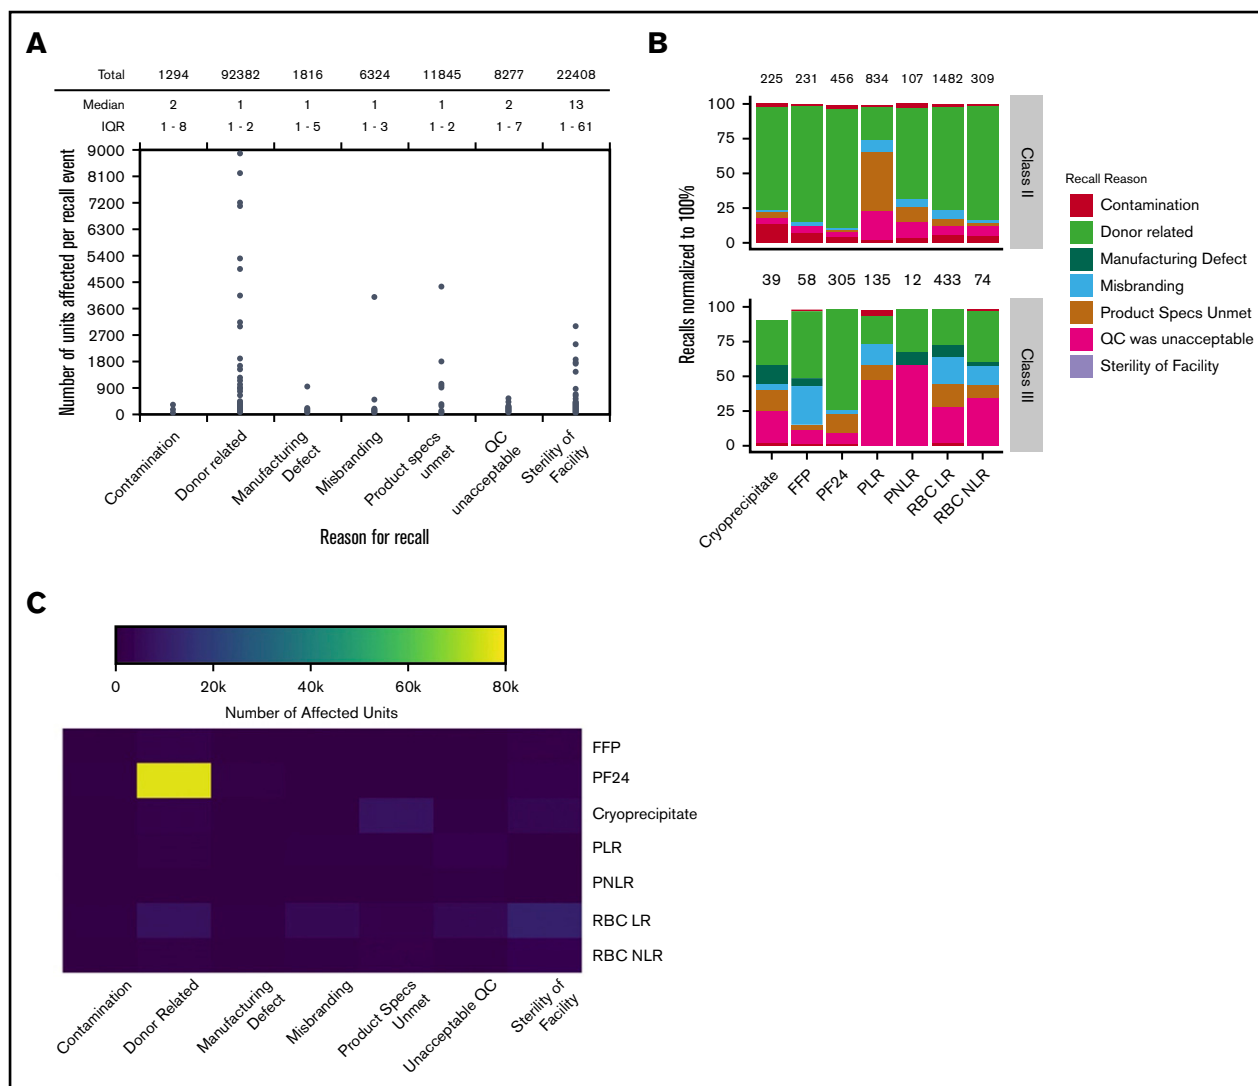 A
Total 1294 92382 1816 6324 11845 8277 22408
Median 2 1 1 1 1 2 13
IQR 1 - 8 1 - 2 1 - 5 1 - 3 1 - 2 1 - 7 1 - 61
Number of units affected per recall event
9000
8100
7200
6300
5400
4500
3600
2700
1800
900
0
Contamination
Donor related
Manufacturing
Defect
Misbranding
Product specs
unmet
QC
unacceptable
Sterility of
Facility
Reason for recall
B
225 231 456 834 107 1482 309
100
75
50
25
0
Class II
39 58 305 135 12 433 74
100
75
50
25
0
Class III
Recalls normalized to 100%
Cryoprecipitate
FFP
PF24
PLR
PNLR
RBC LR
RBC NLR
Recall Reason
Contamination
Donor related
Manufacturing Defect
Misbranding
Product Specs Unmet
QC was unacceptable
Sterility of Facility
C
0 20k 40k 60k 80k
Number of Affected Units
FFP
PF24
Cryoprecipitate
PLR
PNLR
RBC LR
RBC NLR
Contamination
Donor Related
Manufacturing
Defect
Misbranding
Product Specs
Unmet
Unacceptable QC
Sterility of
Facility